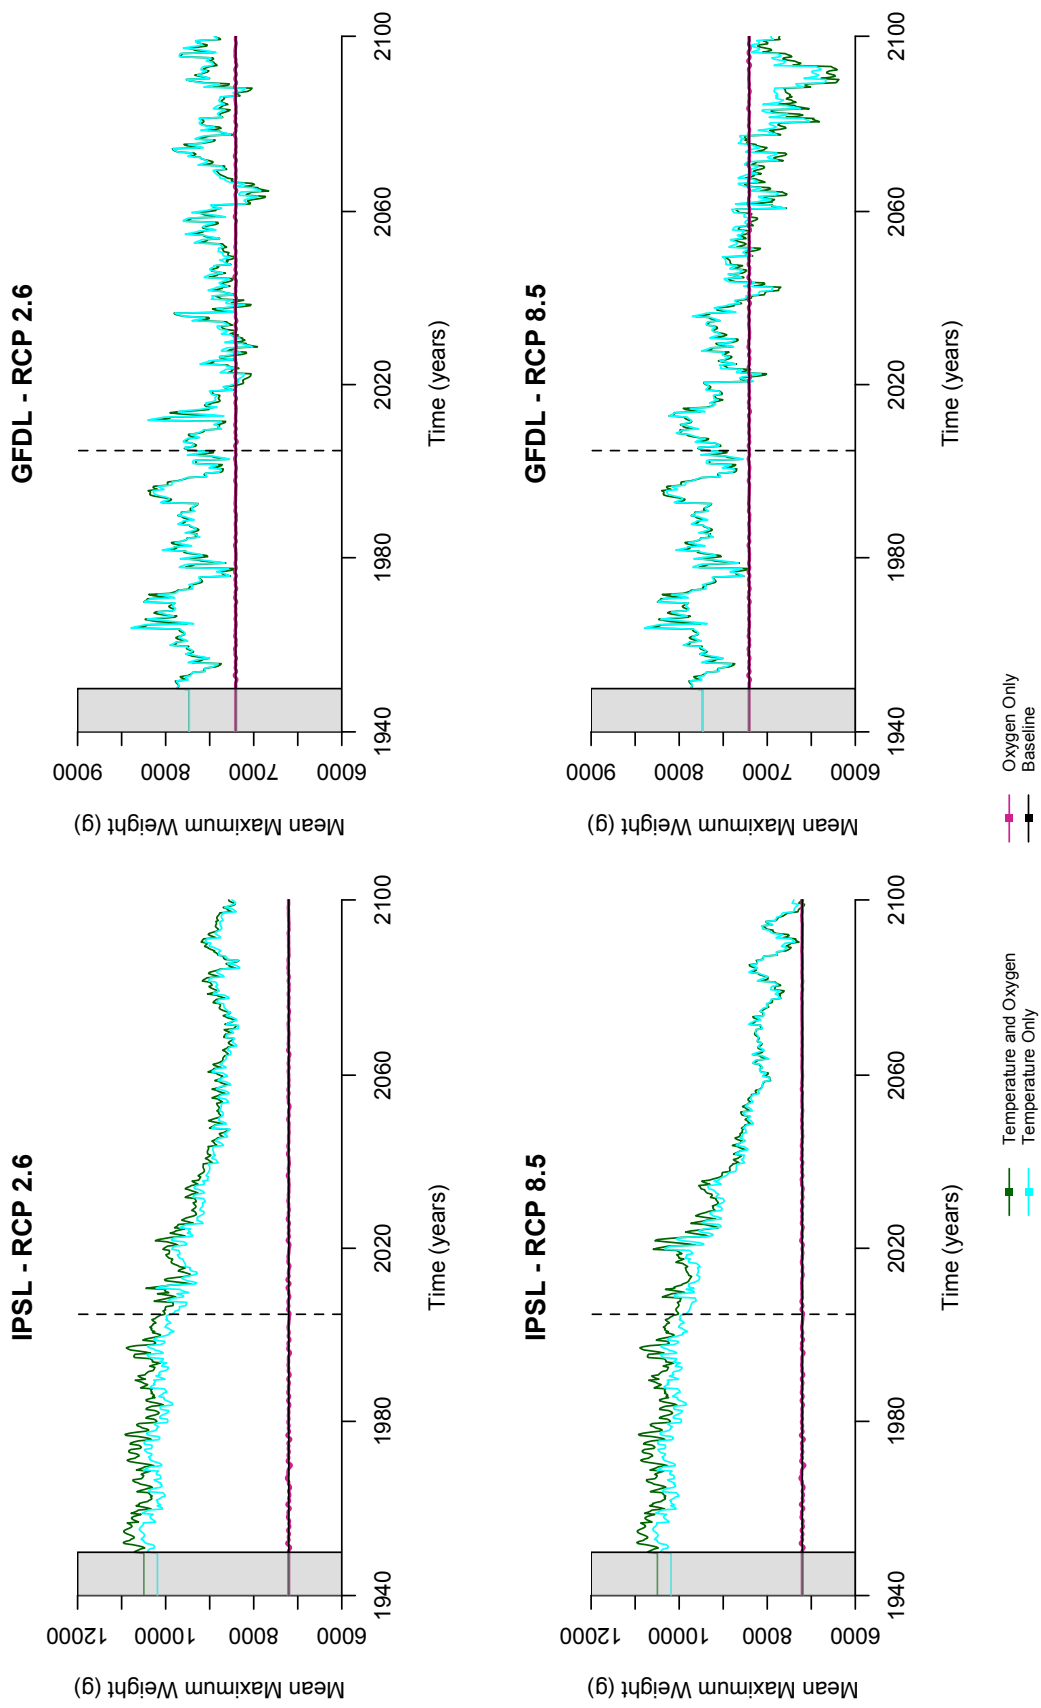 IPSL - RCP 2.6
Mean Maximum Weight (g)
12000
10000
8000
6000
1940 1980 2020 2060 2100
Time (years)
GFDL - RCP 2.6
Mean Maximum Weight (g)
9000
8000
7000
6000
1940 1980 2020 2060 2100
Time (years)
IPSL - RCP 8.5
Mean Maximum Weight (g)
12000
10000
8000
6000
1940 1980 2020 2060 2100
Time (years)
GFDL - RCP 8.5
Mean Maximum Weight (g)
9000
8000
7000
6000
1940 1980 2020 2060 2100
Time (years)
Temperature and Oxygen
Temperature Only
Oxygen Only
Baseline